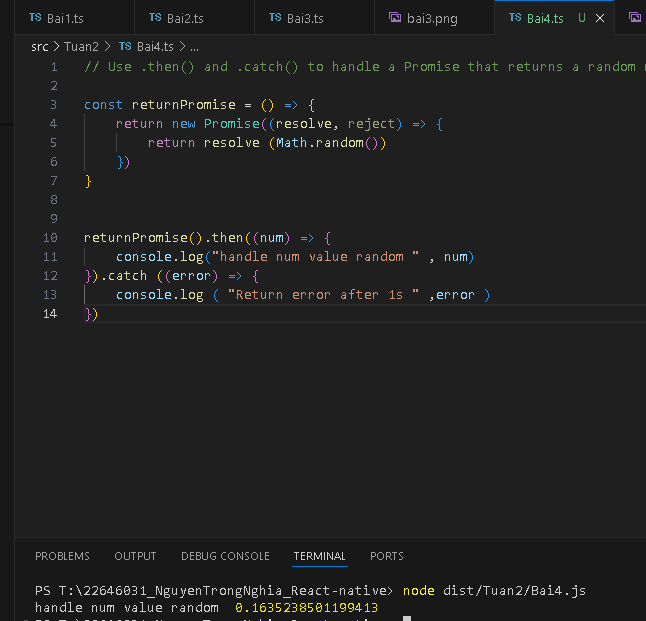 TS Bai1.ts TS Bai2.ts TS Bai3.ts bai3.png TS Bai4.ts U
src > Tuan2 > TS Bai4.ts > ...
1 // Use .then() and .catch() to handle a Promise that returns a random
2
3 const returnPromise = () => {
4 return new Promise((resolve, reject) => {
5 return resolve (Math.random())
6 })
7 }
8
9
10 returnPromise().then((num) => {
11 console.log("handle num value random " , num)
12 }).catch ((error) => {
13 console.log ( "Return error after 1s " ,error )
14 })
PROBLEMS OUTPUT DEBUG CONSOLE TERMINAL PORTS
PS T:\22646031_NguyenTrongNghia_React-native> node dist/Tuan2/Bai4.js
handle num value random 0.1635238501199413